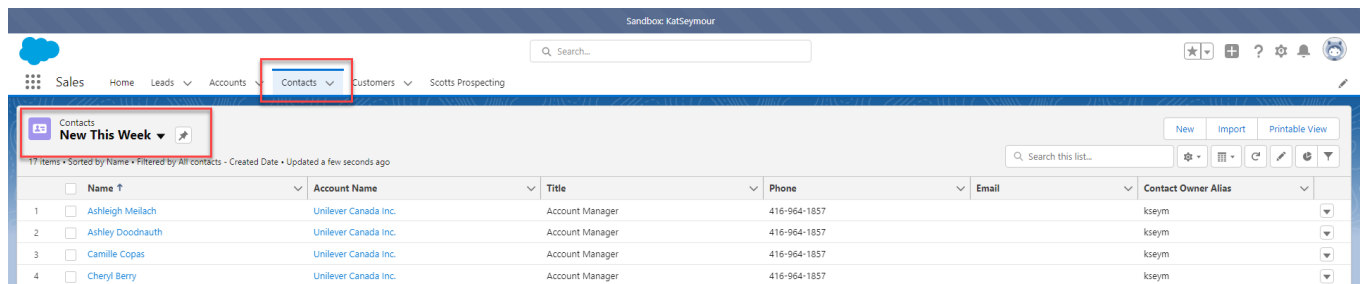 Sandbox: KatSeymour
Search...
Sales Home Leads Accounts Contacts Customers Scotts Prospecting
Contacts
New This Week
New Import Printable View
17 items • Sorted by Name • Filtered by All contacts - Created Date • Updated a few seconds ago
Search this list...
Name ↑ Account Name Title Phone Email Contact Owner Alias
1 Ashleigh Meilach Unilever Canada Inc. Account Manager 416-964-1857 kseym
2 Ashley Doodnauth Unilever Canada Inc. Account Manager 416-964-1857 kseym
3 Camille Copas Unilever Canada Inc. Account Manager 416-964-1857 kseym
4 Cheryl Berry Unilever Canada Inc. Account Manager 416-964-1857 kseym